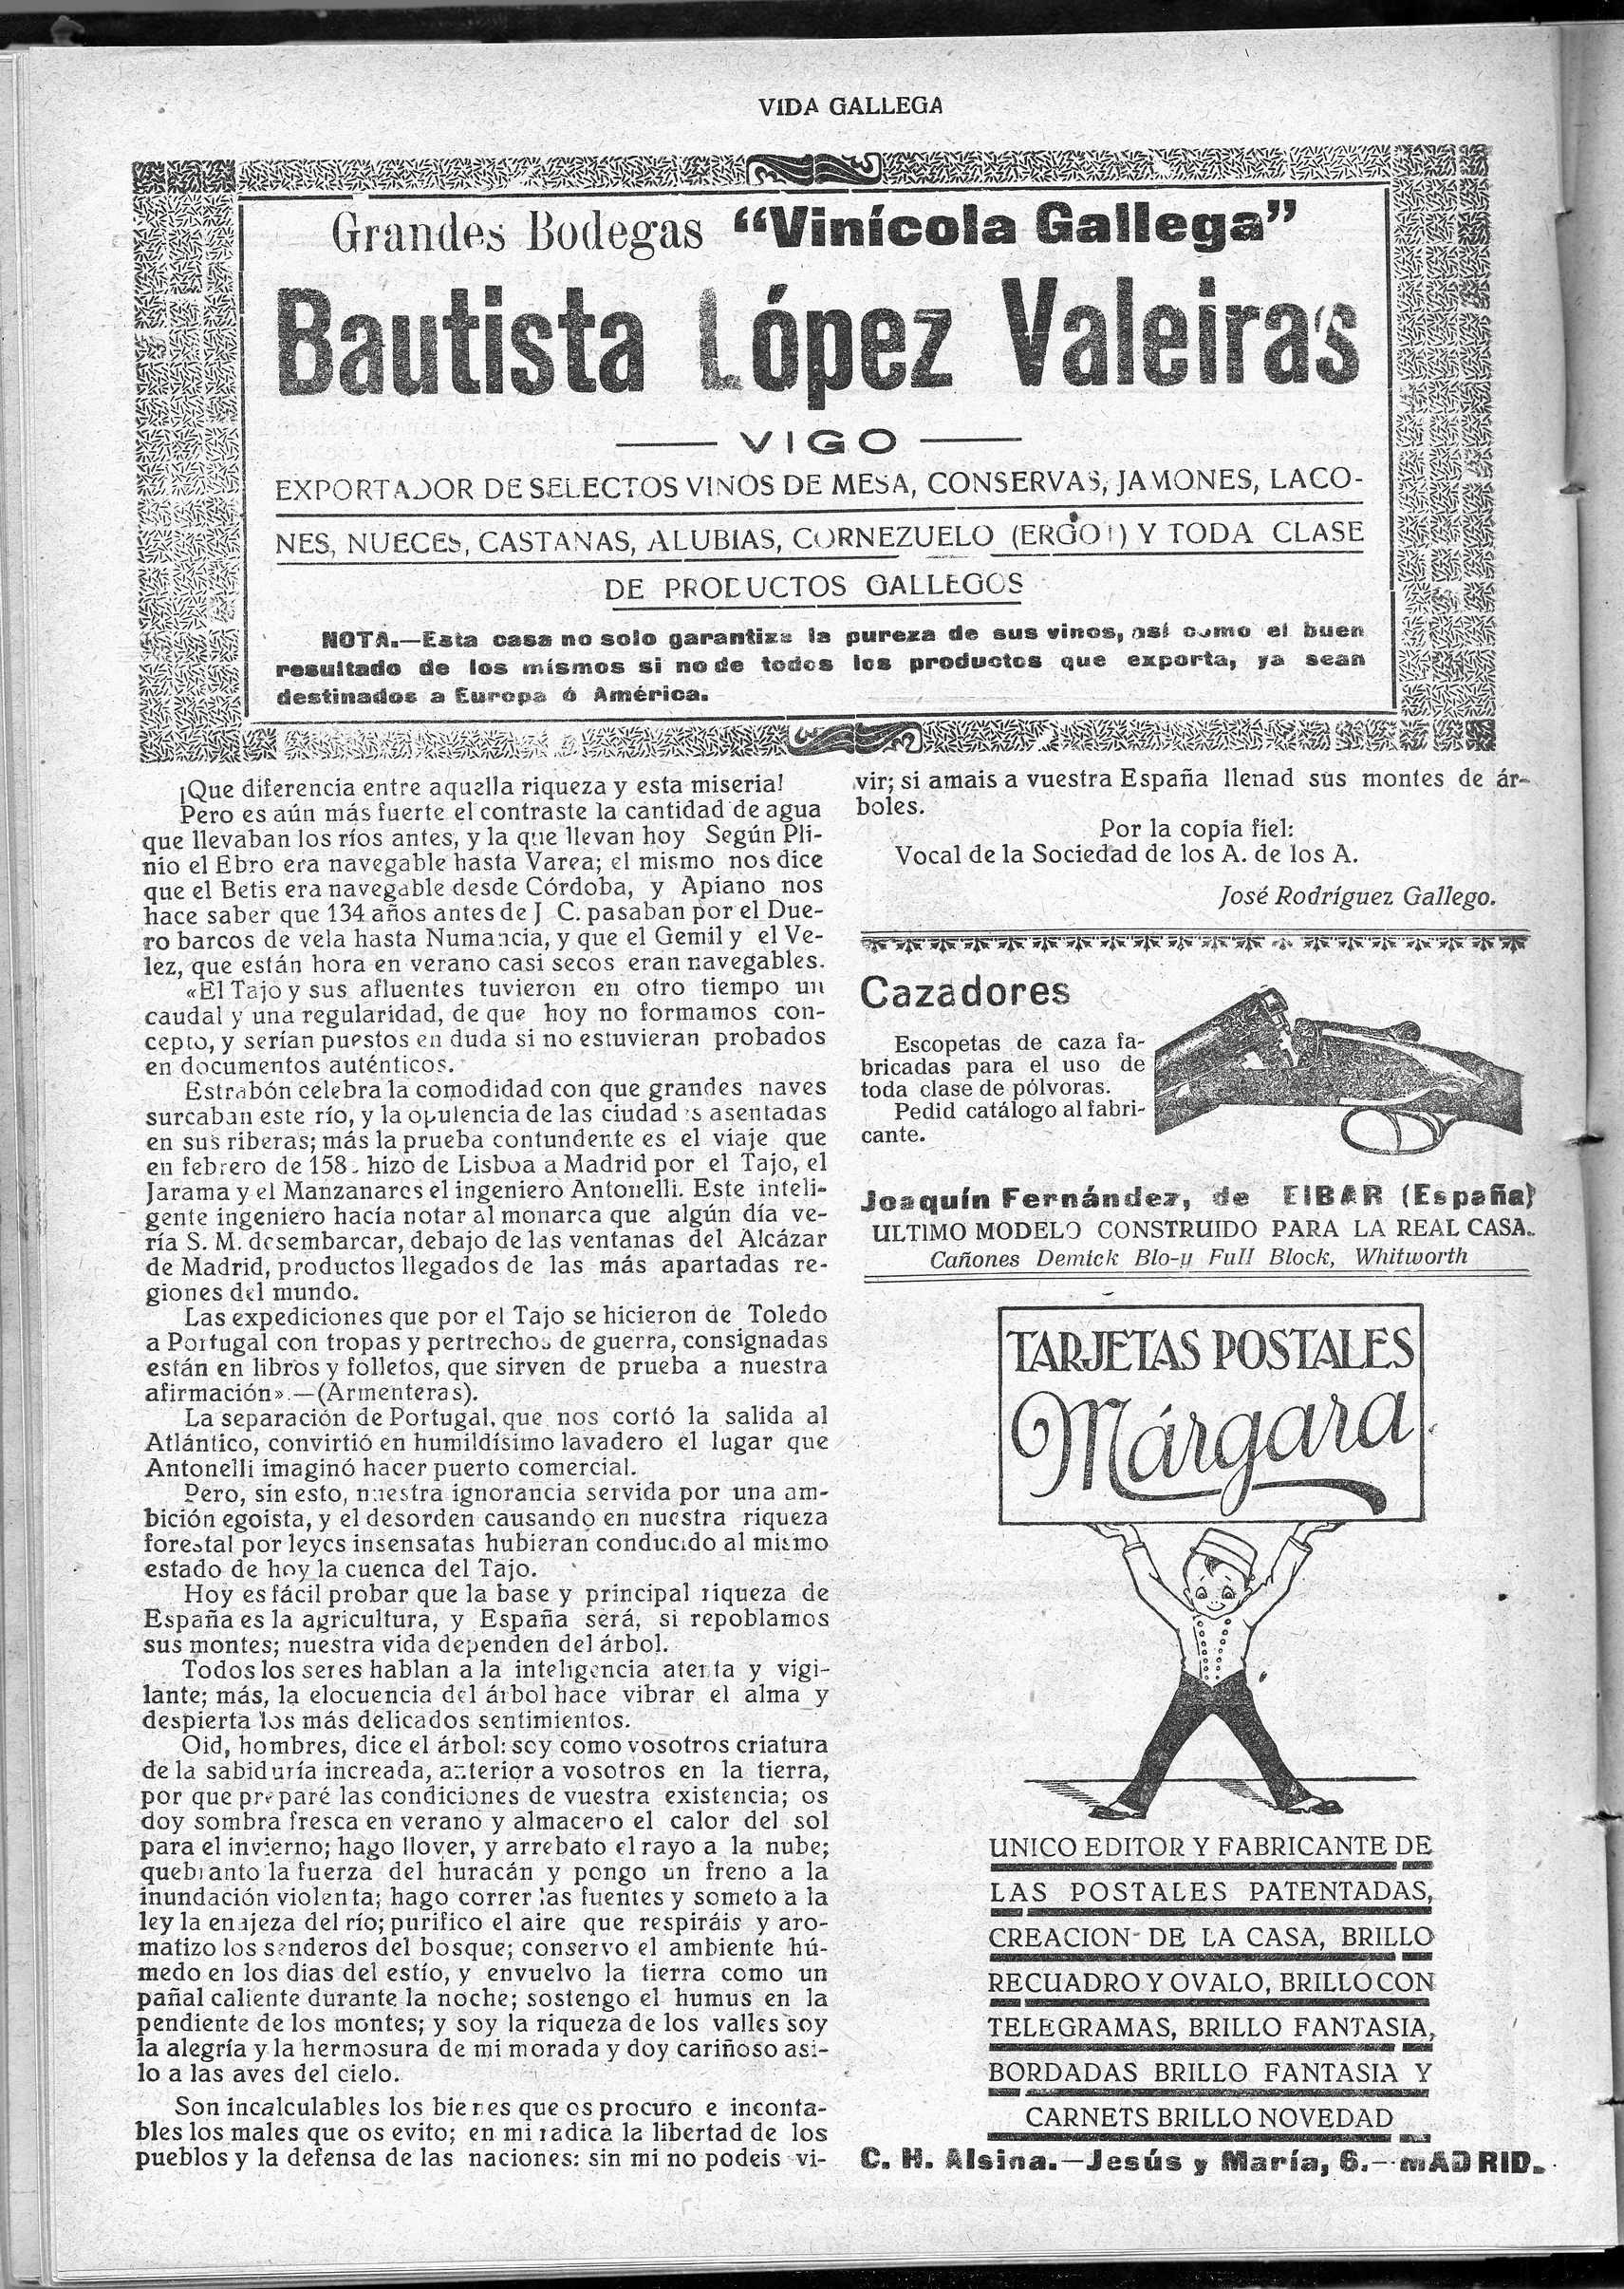 VIDA GALLEGA
Grandes Bodegas “Vinícola Gallega”
Bautista López Valeiras
VIGO
EXPORTADOR DE SELECTOS VINOS DE MESA, CONSERVAS, JAMONES, LACO-
NES, NUECES, CASTAÑAS, ALUBIAS, CORNEZUELO (ERGOT) Y TODA CLASE
DE PRODUCTOS GALLEGOS
NOTA.—Esta casa no solo garantiza la pureza de sus vinos, así como el buen
resultado de los mismos si no de todos los productos que exporta, ya sean
destinados a Europa ó América.
¡Que diferencia entre aquella riqueza y esta miseria!
Pero es aún más fuerte el contraste la cantidad de agua
que llevaban los ríos antes, y la que llevan hoy Según Pli-
nio el Ebro era navegable hasta Varea; el mismo nos dice
que el Betis era navegable desde Córdoba, y Apiano nos
hace saber que 134 años antes de J C. pasaban por el Due-
ro barcos de vela hasta Numancia, y que el Gemil y el Ve-
lez, que están hora en verano casi secos eran navegables.
«El Tajo y sus afluentes tuvieron en otro tiempo un
caudal y una regularidad, de que hoy no formamos con-
cepto, y serían puestos en duda si no estuvieran probados
en documentos auténticos.
Estrabón celebra la comodidad con que grandes naves
surcaban este río, y la opulencia de las ciudades asentadas
en sus riberas; más la prueba contundente es el viaje que
en febrero de hizo de Lisboa a Madrid por el Tajo, el
Jarama y el Manzanares el ingeniero Antonelli. Este inteli-
gente ingeniero hacía notar al monarca que algún día ve-
ría S. M. desembarcar, debajo de las ventanas del Alcázar
de Madrid, productos llegados de las más apartadas re-
giones del mundo.
Las expediciones que por el Tajo se hicieron de Toledo
a Portugal con tropas y pertrechos de guerra, consignadas
están en libros y folletos, que sirven de prueba a nuestra
afirmación».—(Armenteras).
La separación de Portugal, que nos cortó la salida al
Atlántico, convirtió en humildísimo lavadero el lugar que
Antonelli imaginó hacer puerto comercial.
Pero, sin esto, nuestra ignorancia servida por una am-
bición egoista, y el desorden causando en nuestra riqueza
forestal por leyes insensatas hubieran conducido al mismo
estado de hoy la cuenca del Tajo.
Hoy es fácil probar que la base y principal riqueza de
España es la agricultura, y España será, si repoblamos
sus montes; nuestra vida dependen del árbol.
Todos los seres hablan a la inteligencia atenta y vigi-
lante; más, la elocuencia del árbol hace vibrar el alma y
despierta los más delicados sentimientos.
Oid, hombres, dice el árbol: soy como vosotros criatura
de la sabiduría increada, anterior a vosotros en la tierra,
por que preparé las condiciones de vuestra existencia; os
doy sombra fresca en verano y almaceno el calor del sol
para el invierno; hago llover, y arrebato el rayo a la nube;
quebranto la fuerza del huracán y pongo un freno a la
inundación violenta; hago correr las fuentes y someto a la
ley la enajeza del río; purifico el aire que respiráis y aro-
matizo los senderos del bosque; conservo el ambiente hú-
medo en los dias del estío, y envuelvo la tierra como un
pañal caliente durante la noche; sostengo el humus en la
pendiente de los montes; y soy la riqueza de los valles soy
la alegría y la hermosura de mi morada y doy cariñoso asi-
lo a las aves del cielo.
Son incalculables los bienes que os procuro e inconta-
bles los males que os evito; en mi radica la libertad de los
pueblos y la defensa de las naciones: sin mi no podeis vi-
vir; si amais a vuestra España llenad sus montes de ár-
boles.
Por la copia fiel:
Vocal de la Sociedad de los A. de los A.
José Rodríguez Gallego.
Cazadores
Escopetas de caza fa-
bricadas para el uso de
toda clase de pólvoras.
Pedid catálogo al fabri-
cante.
Joaquín Fernández, de EIBAR (España)
ULTIMO MODELO CONSTRUIDO PARA LA REAL CASA.
Cañones Demick Blo-y Full Block, Whitworth
TARJETAS POSTALES
Márgara
UNICO EDITOR Y FABRICANTE DE
LAS POSTALES PATENTADAS,
CREACION DE LA CASA, BRILLO
RECUADRO Y OVALO, BRILLO CON
TELEGRAMAS, BRILLO FANTASIA,
BORDADAS BRILLO FANTASIA Y
CARNETS BRILLO NOVEDAD
C. H. Alsina.—Jesús y María, 6.—mADRID.